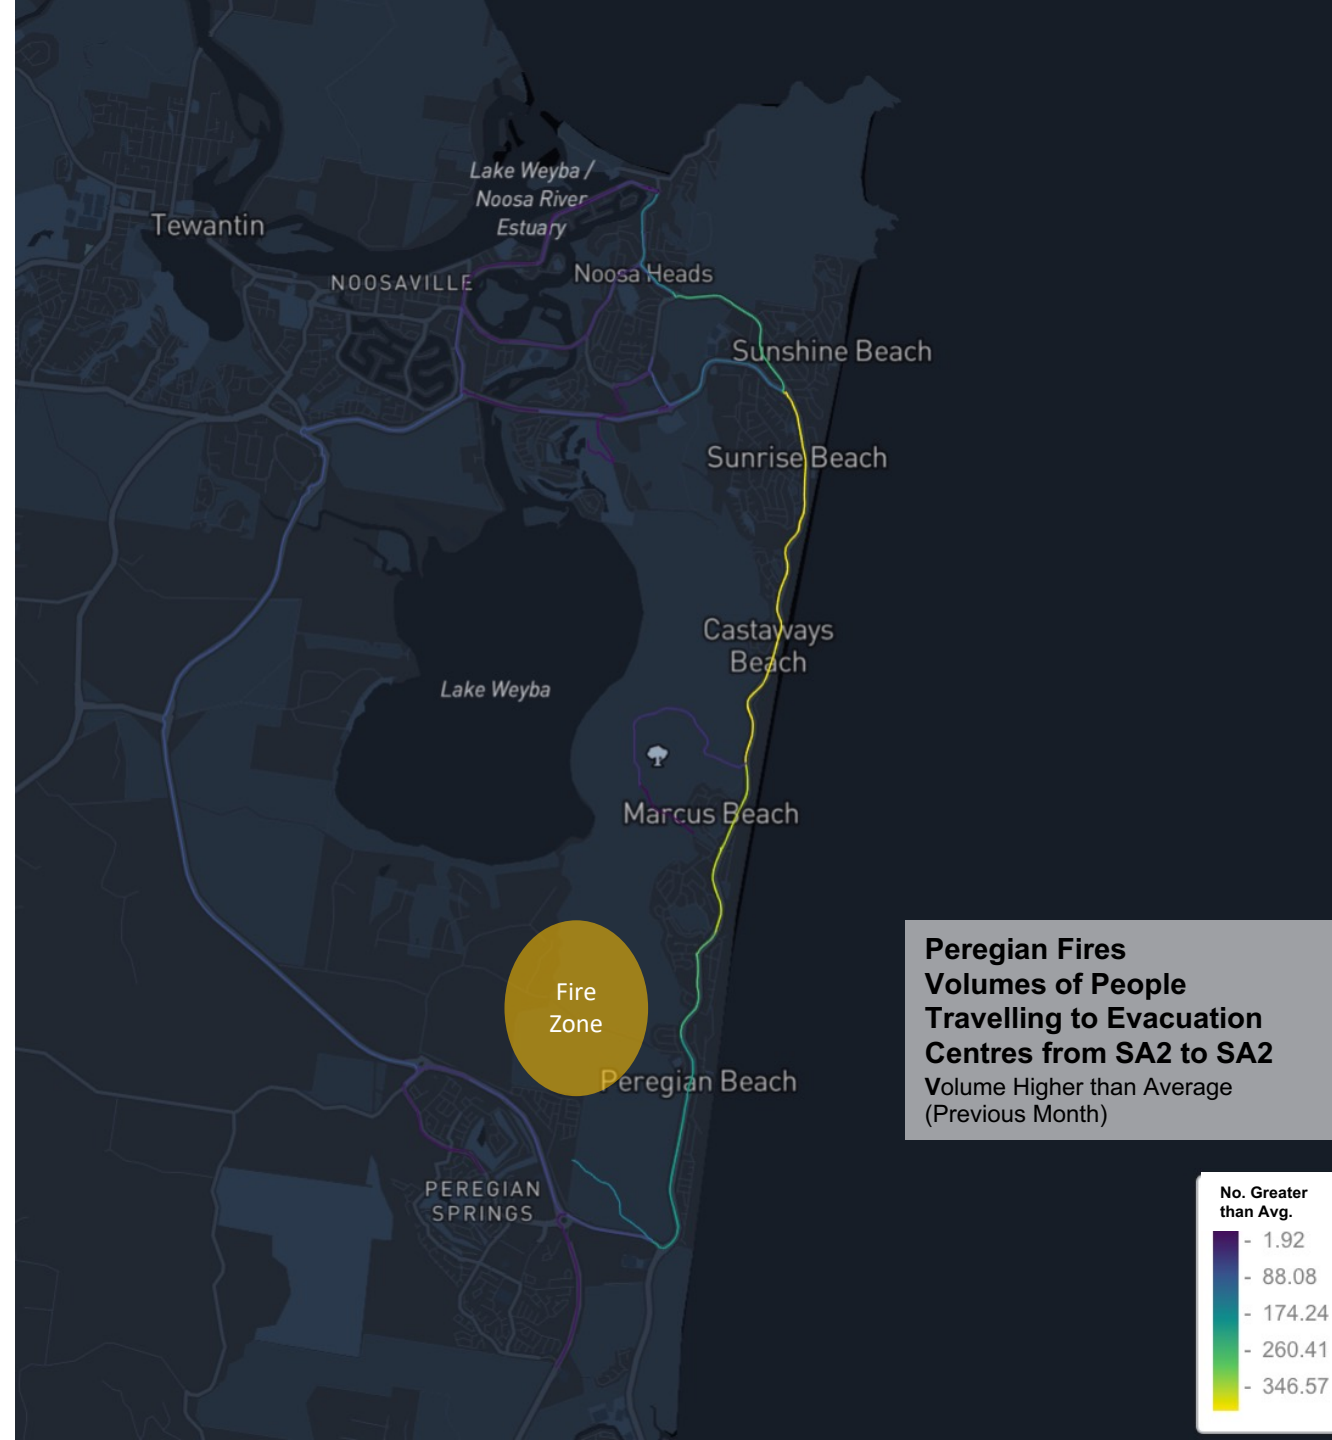 Lake Weyba /
Noosa River
Estuary
Tewantin
NOOSAVILLE
Noosa Heads
Sunshine Beach
Sunrise Beach
Castaways
Beach
Lake Weyba
Marcus Beach
Fire
Zone
Peregian Beach
PEREGIAN
SPRINGS
Peregian Fires
Volumes of People
Travelling to Evacuation
Centres from SA2 to SA2
Volume Higher than Average
(Previous Month)
No. Greater
than Avg.
- 1.92
- 88.08
- 174.24
- 260.41
- 346.57